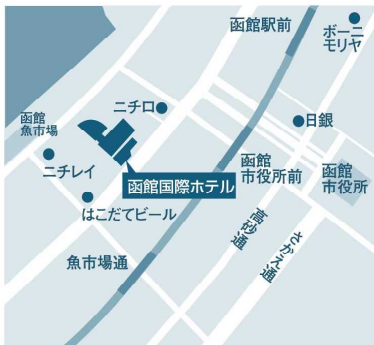 函館駅前
ボーニ
モリヤ
ニチロ
日銀
函館
魚市場
ニチレイ
函館国際ホテル
函館
市役所前
函館
市役所
はこだてビール
高砂通
さかえ通
魚市場通